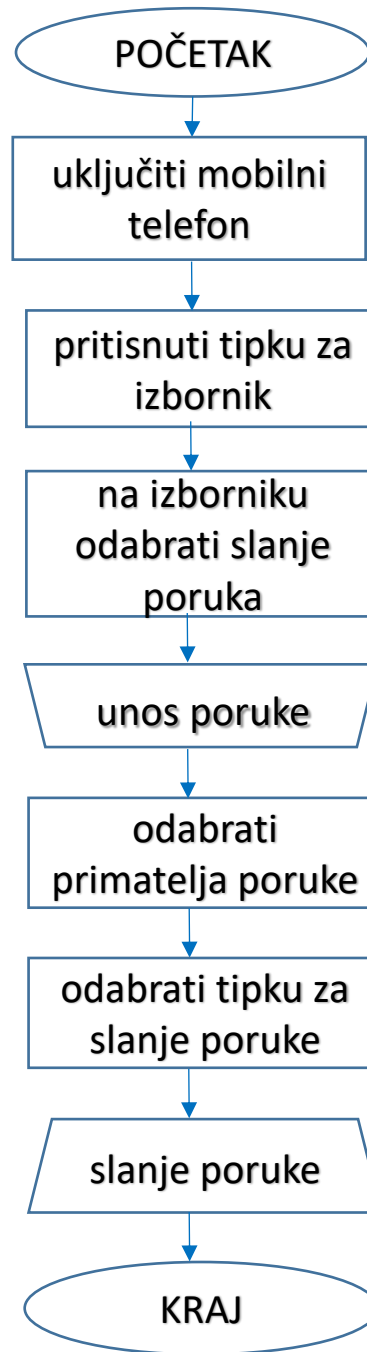 POČETAK
uključiti mobilni
telefon
pritisnuti tipku za
izbornik
na izborniku
odabrati slanje
poruka
unos poruke
odabrati
primatelja poruke
odabrati tipku za
slanje poruke
slanje poruke
KRAJ